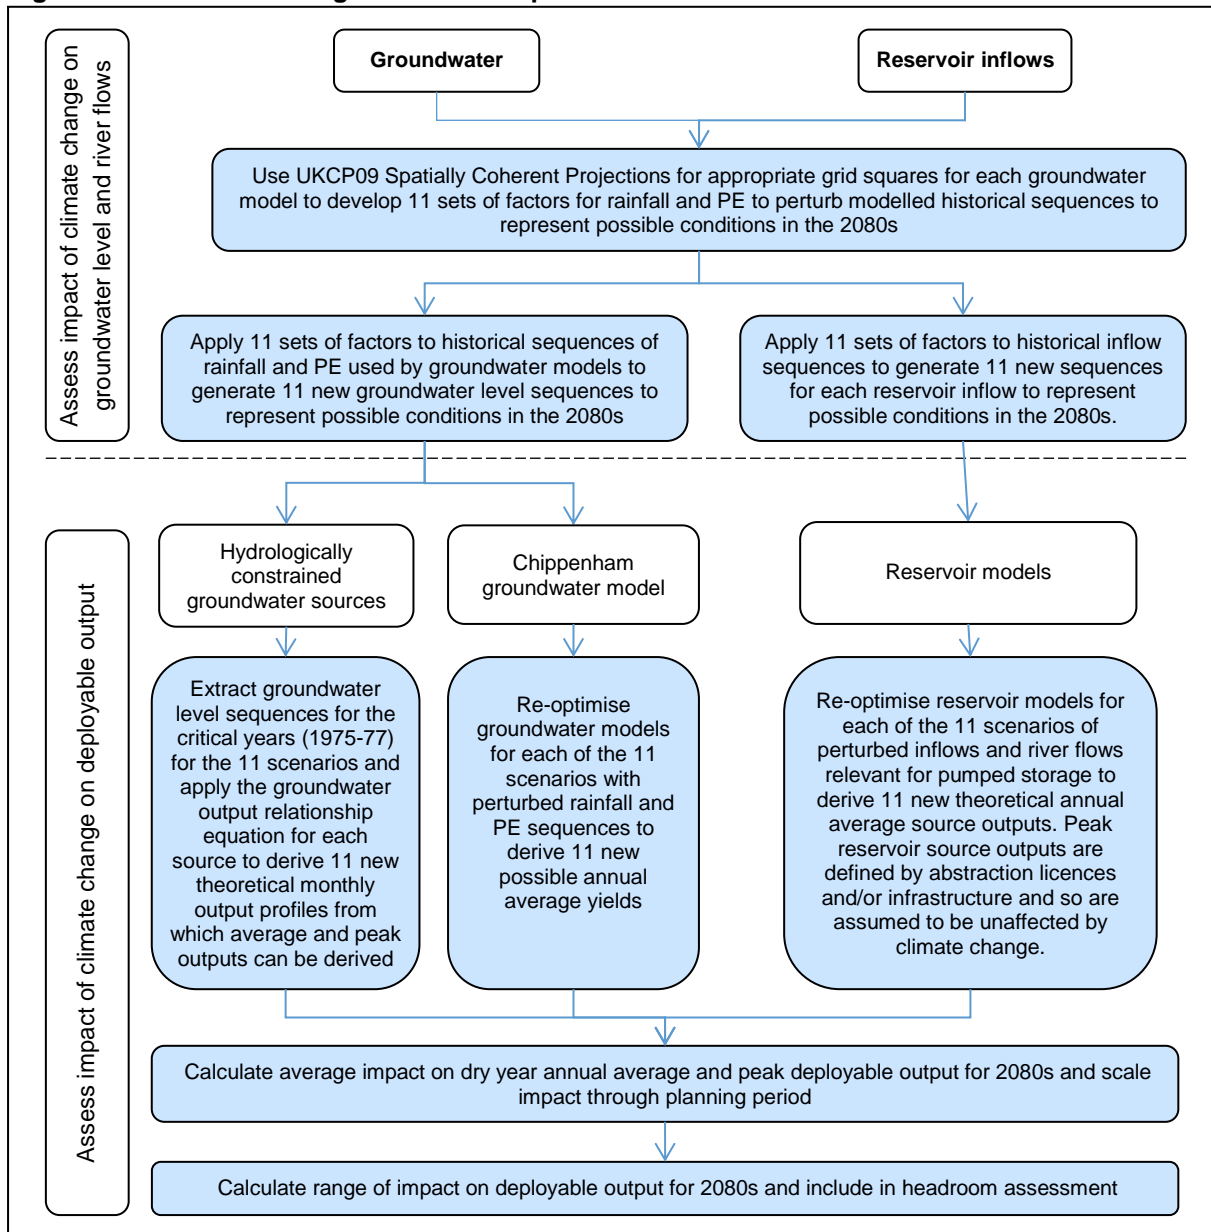 Assess impact of climate change on
groundwater level and river flows
Groundwater
Reservoir inflows
Use UKCP09 Spatially Coherent Projections for appropriate grid squares for each groundwater
model to develop 11 sets of factors for rainfall and PE to perturb modelled historical sequences to
represent possible conditions in the 2080s
Apply 11 sets of factors to historical sequences of
rainfall and PE used by groundwater models to
generate 11 new groundwater level sequences to
represent possible conditions in the 2080s
Apply 11 sets of factors to historical inflow
sequences to generate 11 new sequences
for each reservoir inflow to represent
possible conditions in the 2080s.
Assess impact of climate change on deployable output
Hydrologically
constrained
groundwater sources
Chippenham
groundwater model
Reservoir models
Extract groundwater
level sequences for the
critical years (1975-77)
for the 11 scenarios and
apply the groundwater
output relationship
equation for each
source to derive 11 new
theoretical monthly
output profiles from
which average and peak
outputs can be derived
Re-optimise
groundwater models
for each of the 11
scenarios with
perturbed rainfall and
PE sequences to
derive 11 new
possible annual
average yields
Re-optimise reservoir models for
each of the 11 scenarios of
perturbed inflows and river flows
relevant for pumped storage to
derive 11 new theoretical annual
average source outputs. Peak
reservoir source outputs are
defined by abstraction licences
and/or infrastructure and so are
assumed to be unaffected by
climate change.
Calculate average impact on dry year annual average and peak deployable output for 2080s and scale
impact through planning period
Calculate range of impact on deployable output for 2080s and include in headroom assessment